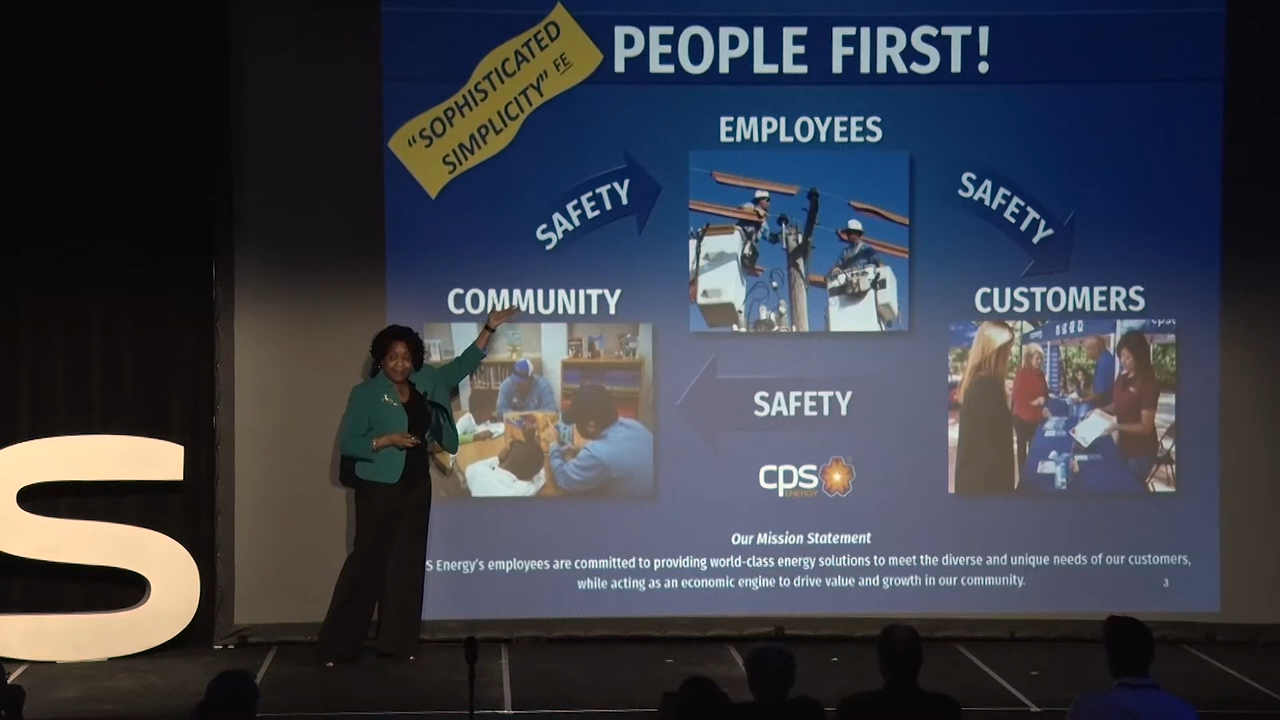 "SOPHISTICATED
SIMPLICITY" FE
PEOPLE FIRST!
EMPLOYEES
SAFETY
SAFETY
COMMUNITY
CUSTOMERS
cps
SAFETY
cps
ENERGY
Our Mission Statement
S Energy's employees are committed to providing world-class energy solutions to meet the diverse and unique needs of our customers,
while acting as an economic engine to drive value and growth in our community.
3
S